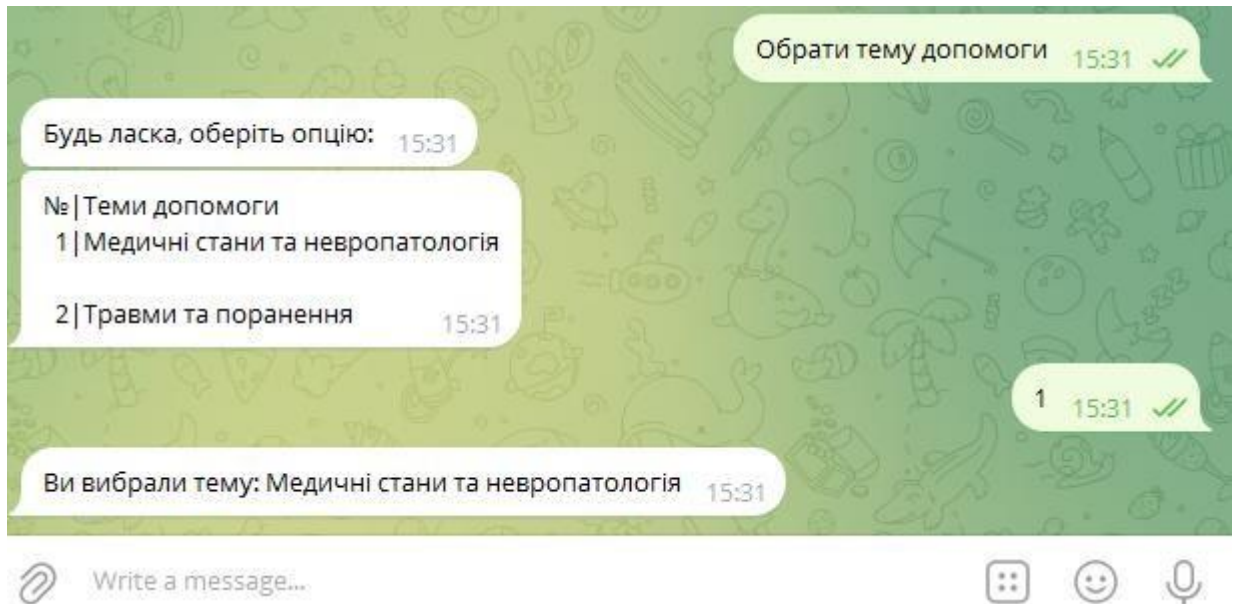 Обрати тему допомоги 15:31
Будь ласка, оберіть опцію: 15:31
№|Теми допомоги
1|Медичні стани та невропатологія
2|Травми та поранення 15:31
1 15:31
Ви вибрали тему: Медичні стани та невропатологія 15:31
Write a message...